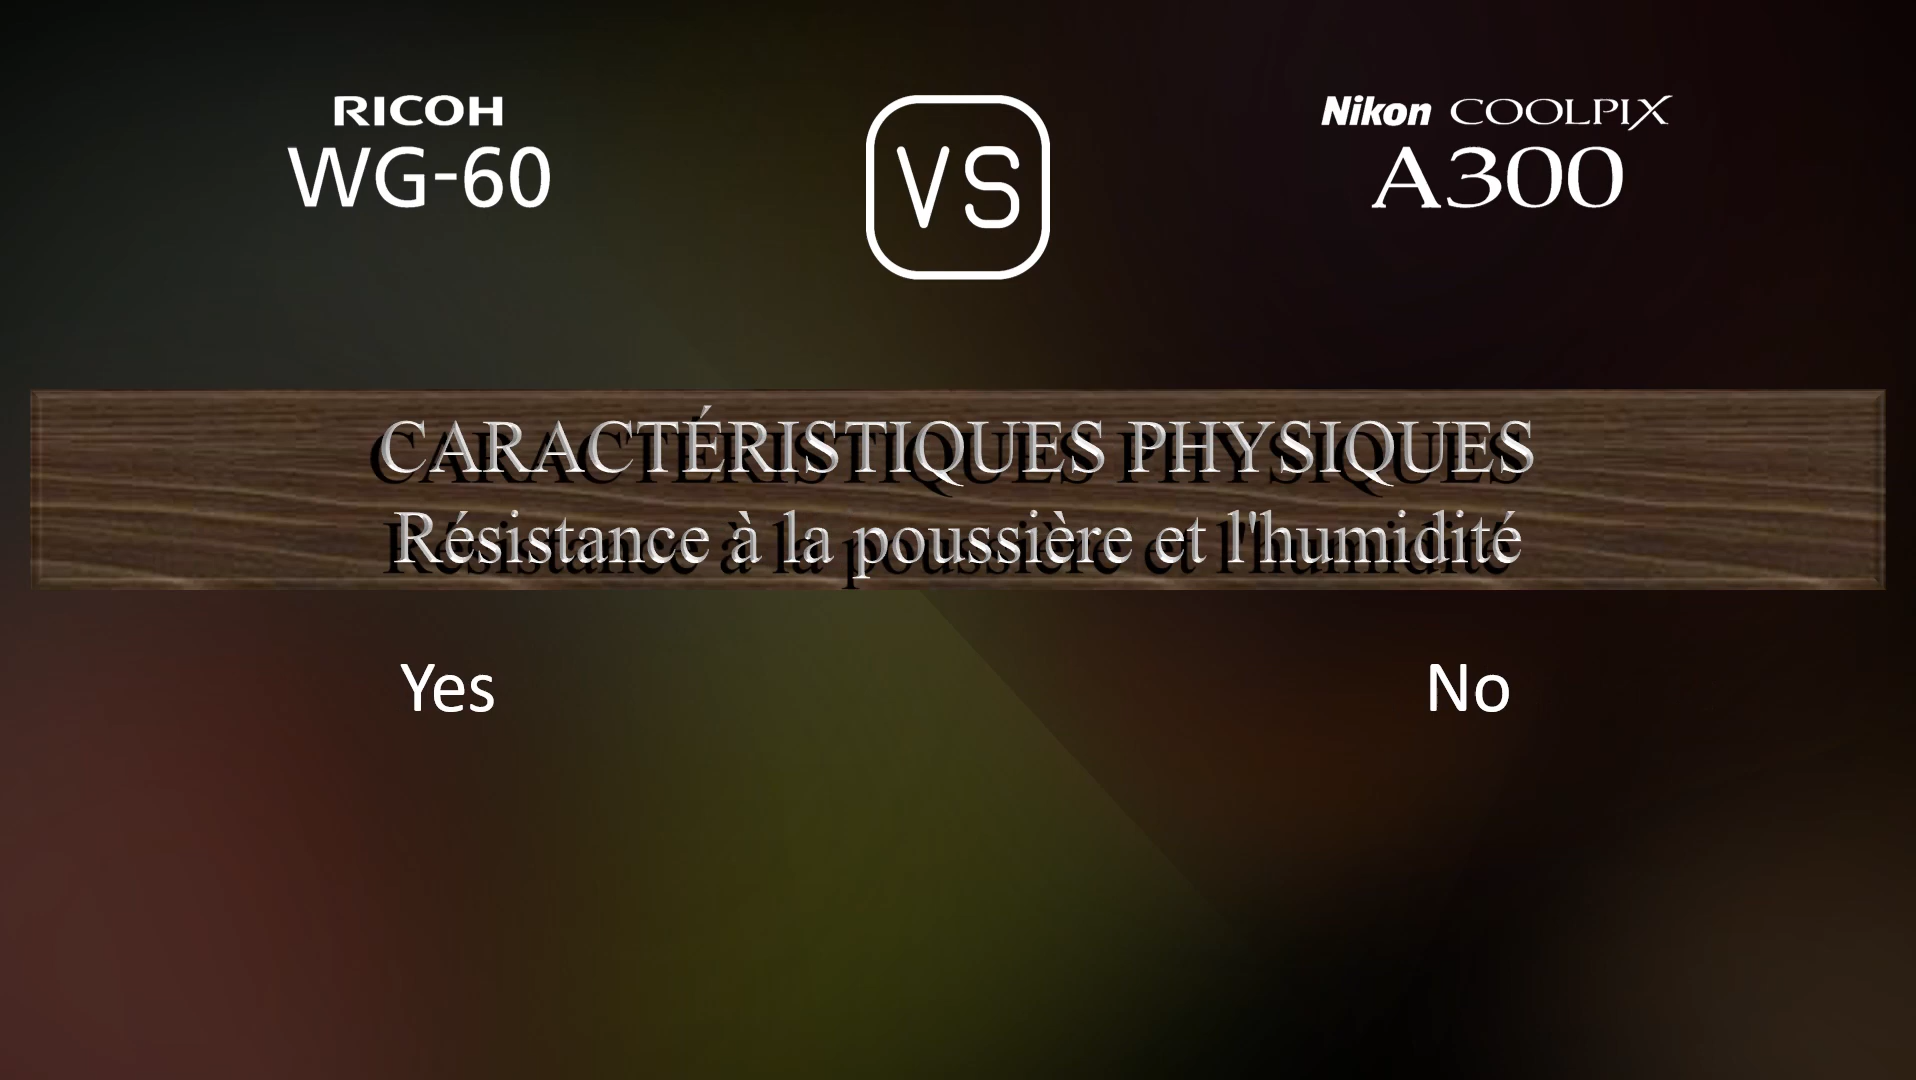 RICOH
WG-60
VS
Nikon COOLPIX
A300
CARACTÉRISTIQUES PHYSIQUES
Résistance à la poussière et l'humidité
Yes
No